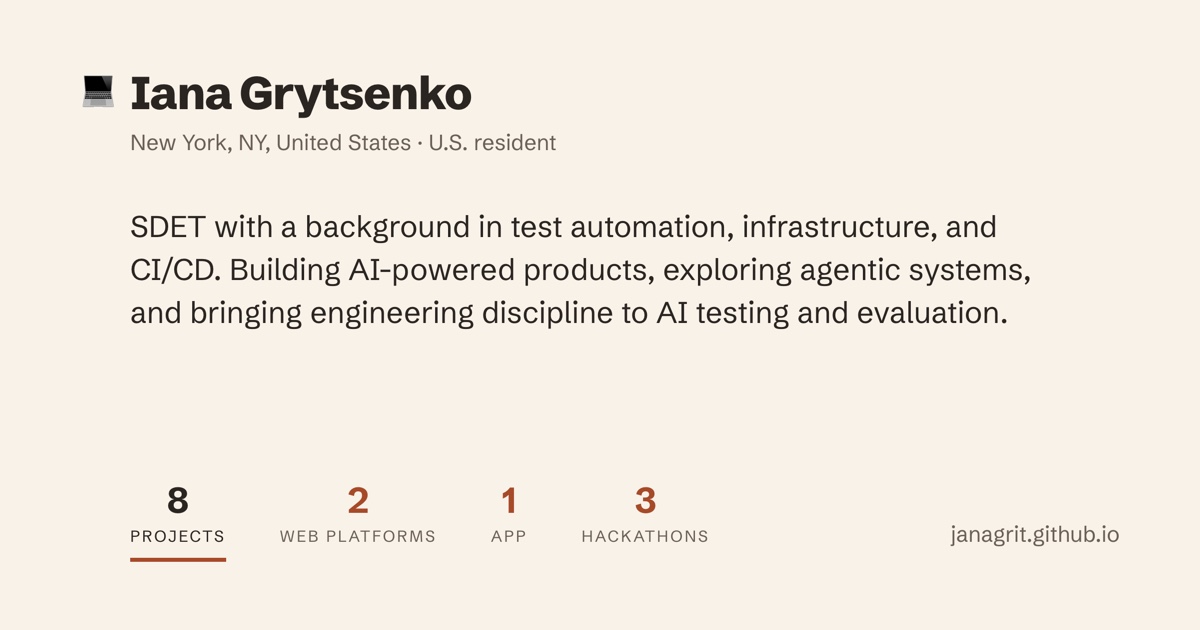 Iana Grytsenko
New York, NY, United States · U.S. resident
SDET with a background in test automation, infrastructure, and
CI/CD. Building AI-powered products, exploring agentic systems,
and bringing engineering discipline to AI testing and evaluation.
8
PROJECTS
2
WEB PLATFORMS
1
APP
3
HACKATHONS
janagrit.github.io